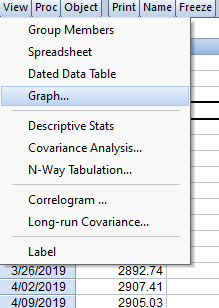 View Proc Object Print Name Freeze
Group Members
Spreadsheet
Dated Data Table
Graph...
Descriptive Stats
Covariance Analysis...
N-Way Tabulation...
Correlogram ...
Long-run Covariance...
Label
3/26/2019 2892.74
4/02/2019 2907.41
4/09/2019 2905.03